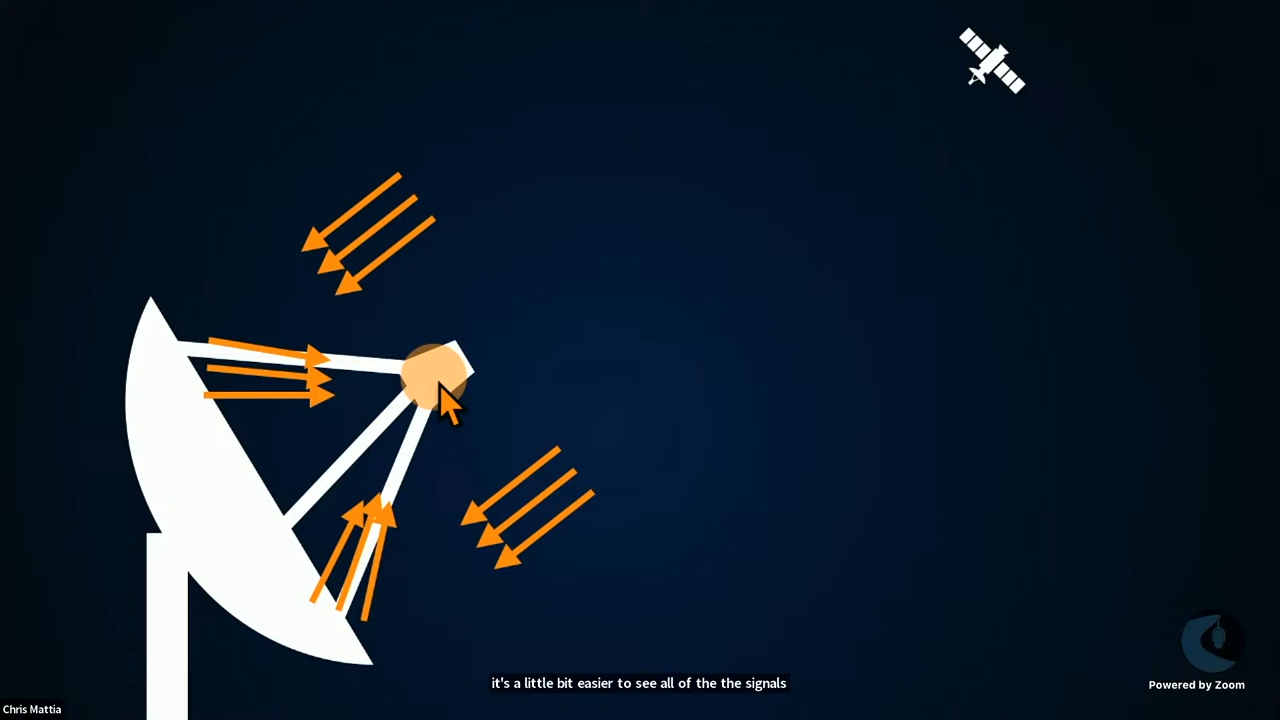 it's a little bit easier to see all of the the signals
Powered by Zoom
Chris Mattia